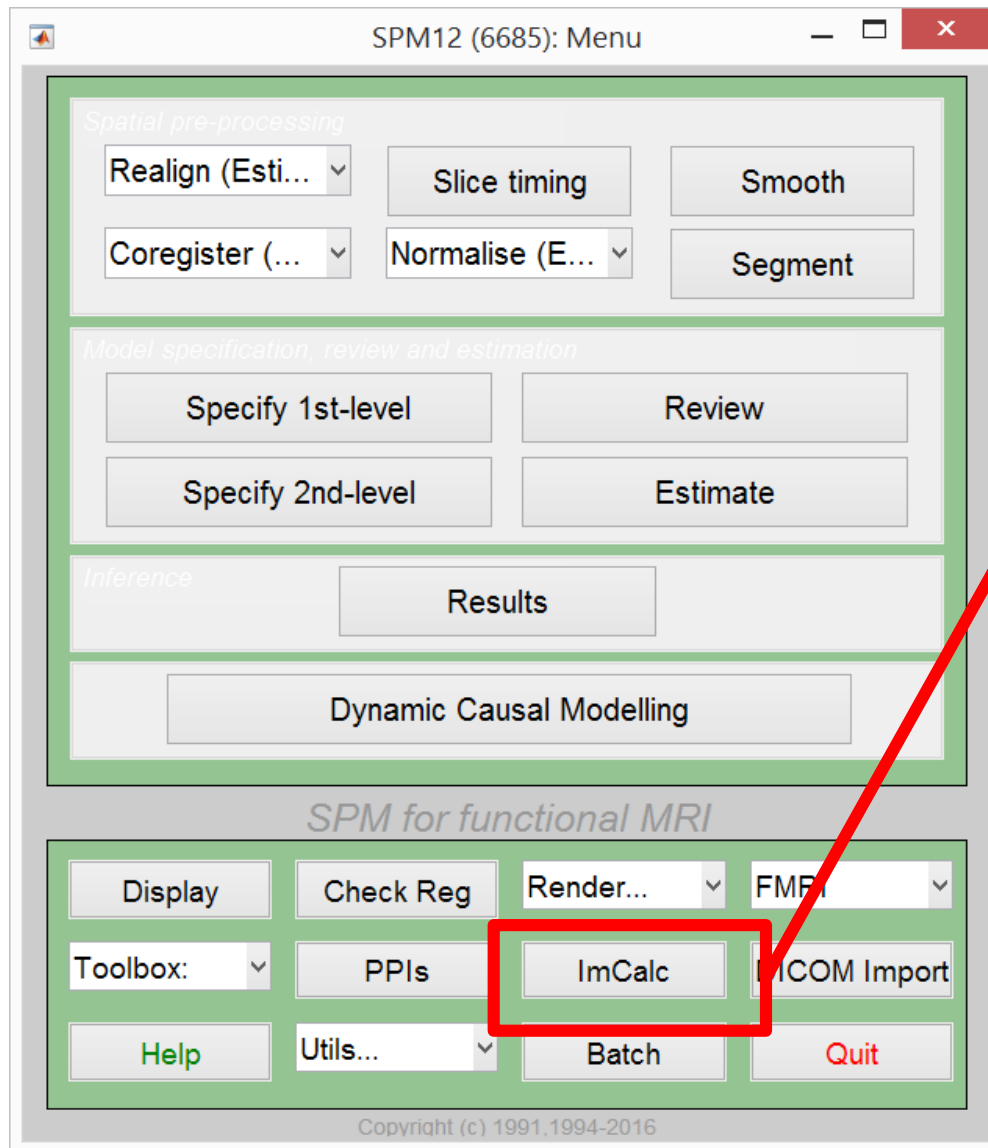 SPM12 (6685): Menu
Spatial pre-processing
Realign (Esti...
Slice timing
Smooth
Coregister (...
Normalise (E...
Segment
Model specification, review and estimation
Specify 1st-level
Review
Specify 2nd-level
Estimate
Inference
Results
Dynamic Causal Modelling
SPM for functional MRI
Display
Check Reg
Render...
FMRI
Toolbox:
PPIs
ImCalc
DICOM Import
Help
Utils...
Batch
Quit
Copyright (c) 1991,1994-2016